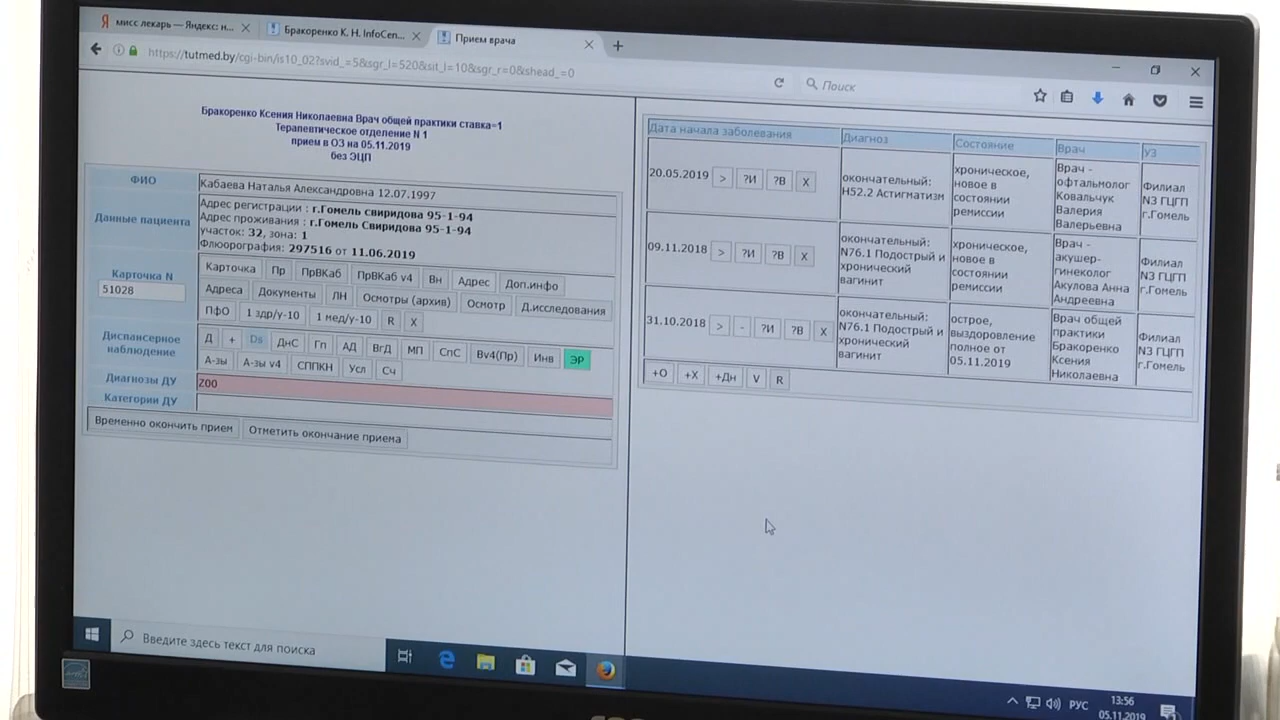 мисс лекарь — Яндекс: н...
Бракоренко К. Н. InfoCen...
Прием врача
https://tutmed.by/cgi-bin/is10_02?svid_=5&sgr_l=520&sit_l=10&sgr_r=0&shead_=0
Поиск
Бракоренко Ксения Николаевна Врач общей практики ставка=1
Терапевтическое отделение N 1
прием в ОЗ на 05.11.2019
без ЭЦП
ФИО
Кабаева Наталья Александровна 12.07.1997
Данные пациента
Адрес регистрации : г.Гомель свиридова 95-1-94
Адрес проживания : г.Гомель Свиридова 95-1-94
участок: 32, зона: 1
Флюорография: 297516 от 11.06.2019
Карточка N
51028
Карточка Пр ПрВКаб ПрВКаб v4 Вн Адрес Доп.инфо
Адреса Документы ЛН Осмотры (архив) Осмотр Д.исследования
ПфО 1 здр/у-10 1 мед/у-10 R X
Диспансерное
наблюдение
Д + Ds ДнС Гп АД ВгД МП СпС Вv4(Пр) Инв ЭР
А-зы А-зы v4 СППКН Усл Сч
Диагнозы ДУ
Z00
Категории ДУ
Временно окончить прием Отметить окончание приема
Дата начала заболевания Диагноз Состояние Врач УЗ
20.05.2019 > ?И ?В X
окончательный:
H52.2 Астигматизм
хроническое,
новое в
состоянии
ремиссии
Врач -
офтальмолог
Ковальчук
Валерия
Валерьевна
Филиал
N3 ГЦГП
г.Гомель
09.11.2018 > ?И ?В X
окончательный:
N76.1 Подострый и
хронический
вагинит
хроническое,
новое в
состоянии
ремиссии
Врач -
акушер-
гинеколог
Акулова Анна
Андреевна
Филиал
N3 ГЦГП
г.Гомель
31.10.2018 > - ?И ?В X
окончательный:
N76.1 Подострый и
хронический
вагинит
острое,
выздоровление
полное от
05.11.2019
Врач общей
практики
Бракоренко
Ксения
Николаевна
Филиал
N3 ГЦГП
г.Гомель
+О +Х +Дн V R
Введите здесь текст для поиска
РУС
13:56
05.11.2019